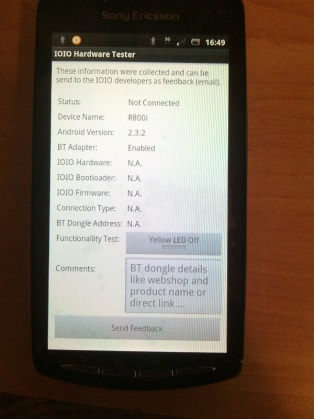 Sony Ericsson
16:49
IOIO Hardware Tester
These information were collected and can be
send to the IOIO developers as feedback (email).
Status: Not Connected
Device Name: R800i
Android Version: 2.3.2
BT Adapter: Enabled
IOIO Hardware: N.A.
IOIO Bootloader: N.A.
IOIO Firmware: N.A.
Connection Type: N.A.
BT Dongle Address: N.A.
Functionallity Test: Yellow LED Off
Comments: BT dongle details
like webshop and
product name or
direct link ...
Send Feedback